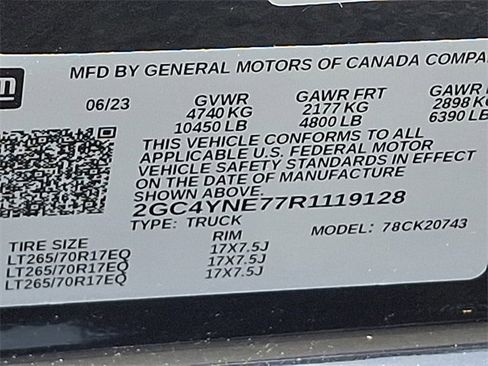 MFD BY GENERAL MOTORS OF CANADA COMPA
06/23 GVWR GAWR FRT GAWR
4740 KG 2177 KG 2898 KG
10450 LB 4800 LB 6390 LB
THIS VEHICLE CONFORMS TO ALL
APPLICABLE U.S. FEDERAL MOTOR
VEHICLE SAFETY STANDARDS IN EFFECT
ON THE DATE OF MANUFACTURE
SHOWN ABOVE.
2GC4YNE77R1119128
TYPE: TRUCK MODEL: 78CK20743
TIRE SIZE RIM
LT265/70R17EQ 17X7.5J
LT265/70R17EQ 17X7.5J
LT265/70R17EQ 17X7.5J